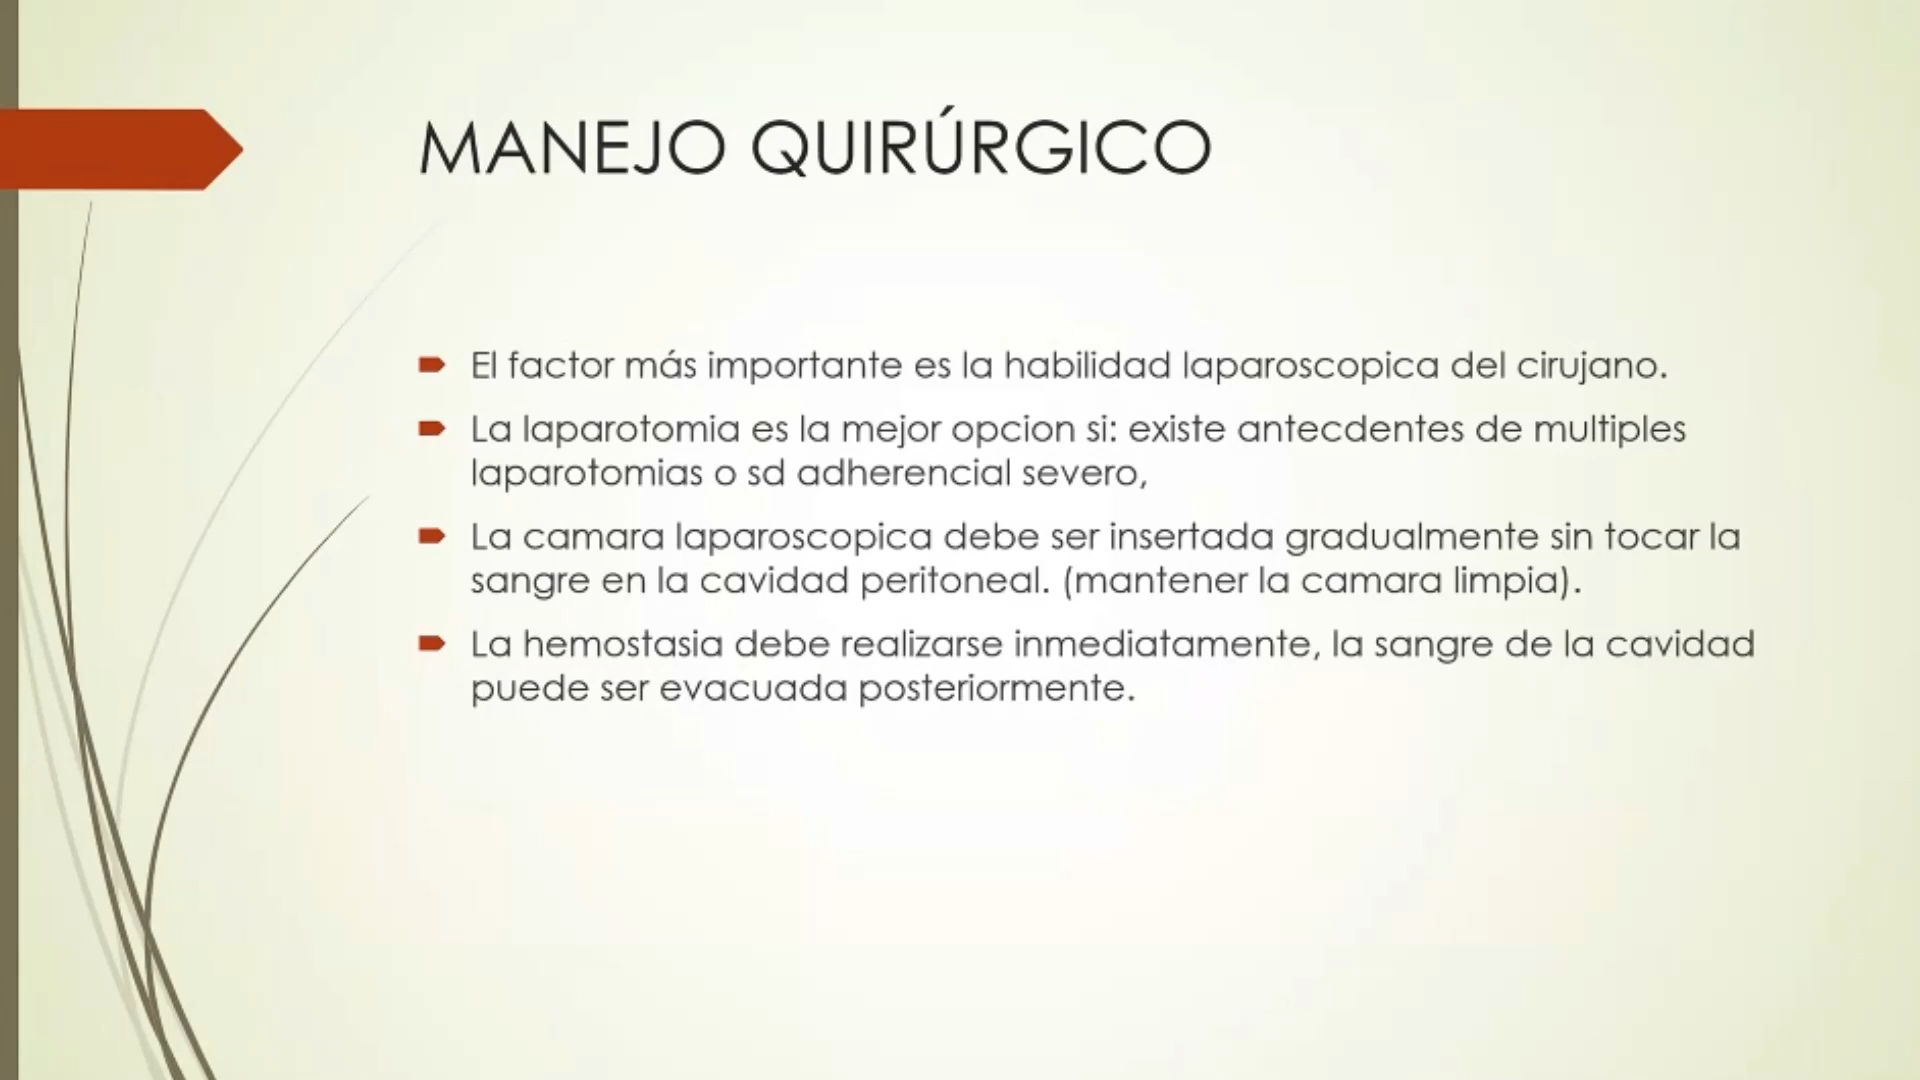 MANEJO QUIRÚRGICO
El factor más importante es la habilidad laparoscopica del cirujano.
La laparotomia es la mejor opcion si: existe antecdentes de multiples
laparotomias o sd adherencial severo,
La camara laparoscopica debe ser insertada gradualmente sin tocar la
sangre en la cavidad peritoneal. (mantener la camara limpia).
La hemostasia debe realizarse inmediatamente, la sangre de la cavidad
puede ser evacuada posteriormente.